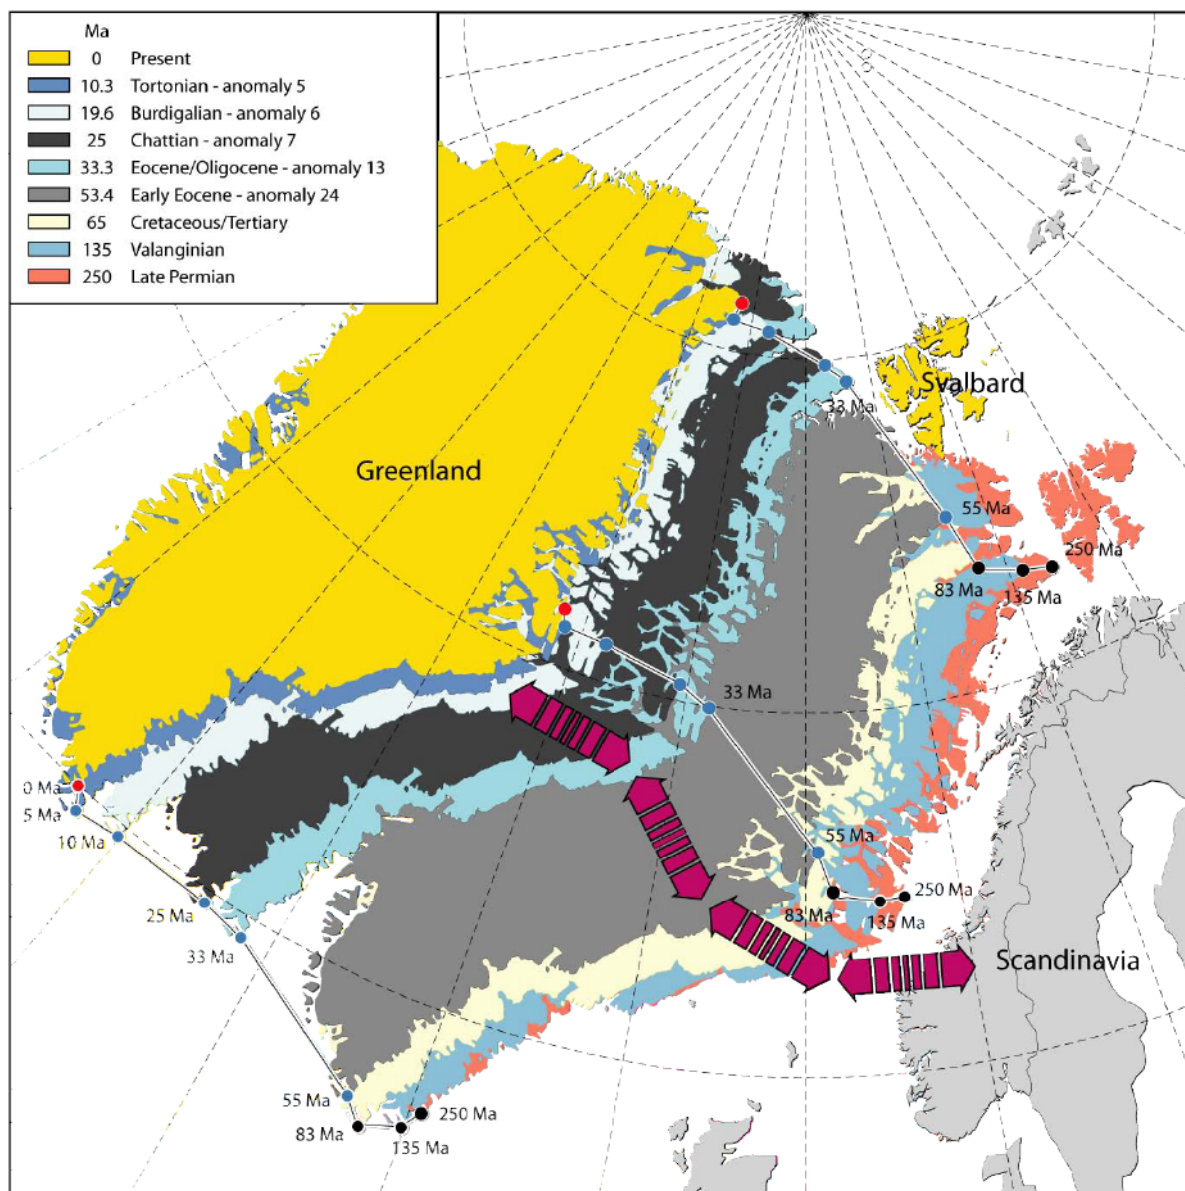 Ma
0 Present
10.3 Tortonian - anomaly 5
19.6 Burdigalian - anomaly 6
25 Chattian - anomaly 7
33.3 Eocene/Oligocene - anomaly 13
53.4 Early Eocene - anomaly 24
65 Cretaceous/Tertiary
135 Valanginian
250 Late Permian
Svalbard
33 Ma
Greenland
55 Ma
250 Ma
83 Ma
135 Ma
33 Ma
0 Ma
5 Ma
10 Ma
55 Ma
25 Ma
250 Ma
83 Ma
135 Ma
33 Ma
Scandinavia
55 Ma
250 Ma
83 Ma
135 Ma